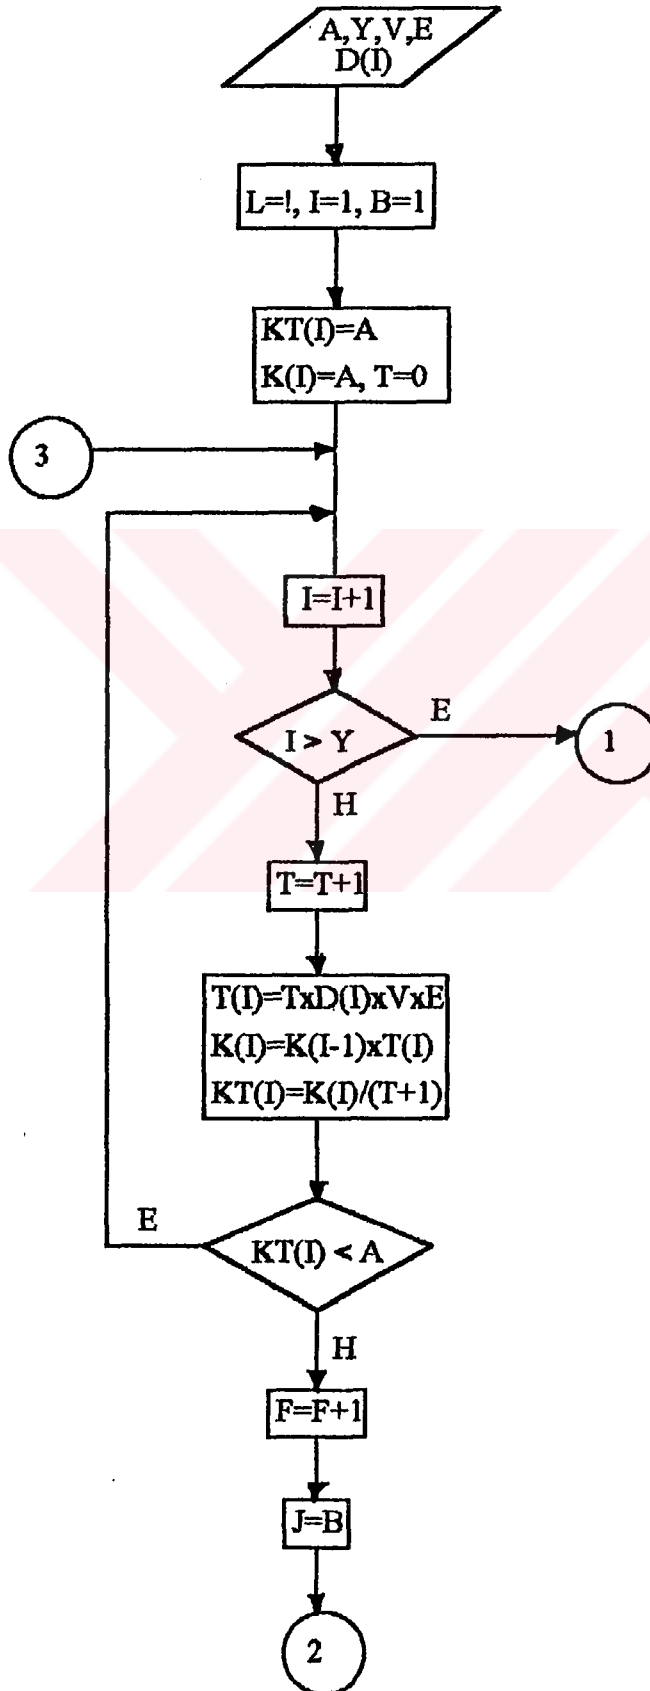 A,Y,V,E
D(I)
L=!, I=1, B=1
KT(I)=A
K(I)=A, T=0
3
I=I+1
I > Y
E
1
H
T=T+1
T(I)=TxD(I)xVxE
K(I)=K(I-1)xT(I)
KT(I)=K(I)/(T+1)
E
KT(I) < A
H
F=F+1
J=B
2